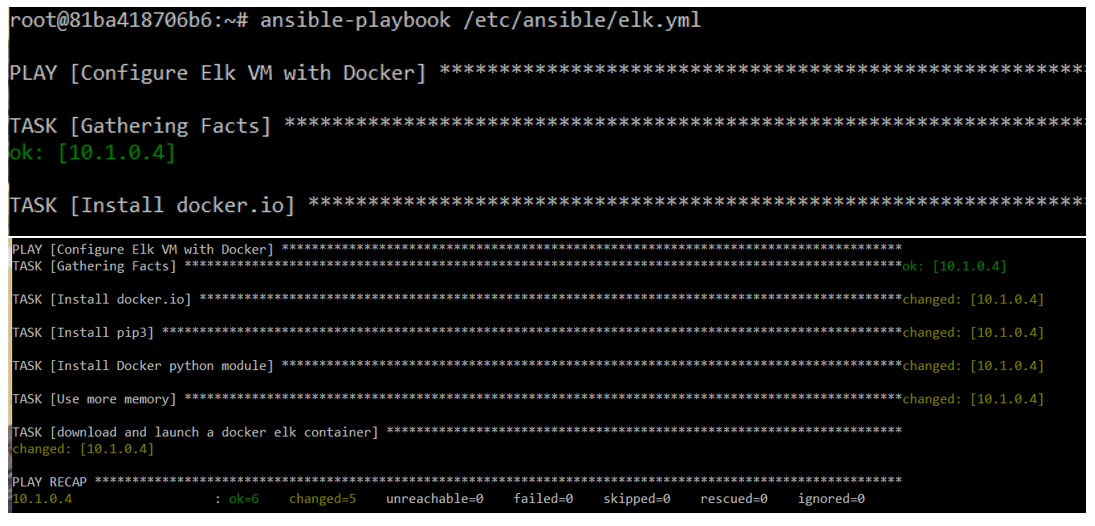 root@81ba418706b6:~# ansible-playbook /etc/ansible/elk.yml
PLAY [Configure Elk VM with Docker] ******************************************************
TASK [Gathering Facts] *******************************************************************
ok: [10.1.0.4]
TASK [Install docker.io] *****************************************************************
PLAY [Configure Elk VM with Docker] ***********************************************************************************
TASK [Gathering Facts] ************************************************************************************************ok: [10.1.0.4]
TASK [Install docker.io] **********************************************************************************************changed: [10.1.0.4]
TASK [Install pip3] ***************************************************************************************************changed: [10.1.0.4]
TASK [Install Docker python module] ***********************************************************************************changed: [10.1.0.4]
TASK [Use more memory] ************************************************************************************************changed: [10.1.0.4]
TASK [download and launch a docker elk container] *********************************************************************
changed: [10.1.0.4]
PLAY RECAP ************************************************************************************************************
10.1.0.4 : ok=6 changed=5 unreachable=0 failed=0 skipped=0 rescued=0 ignored=0